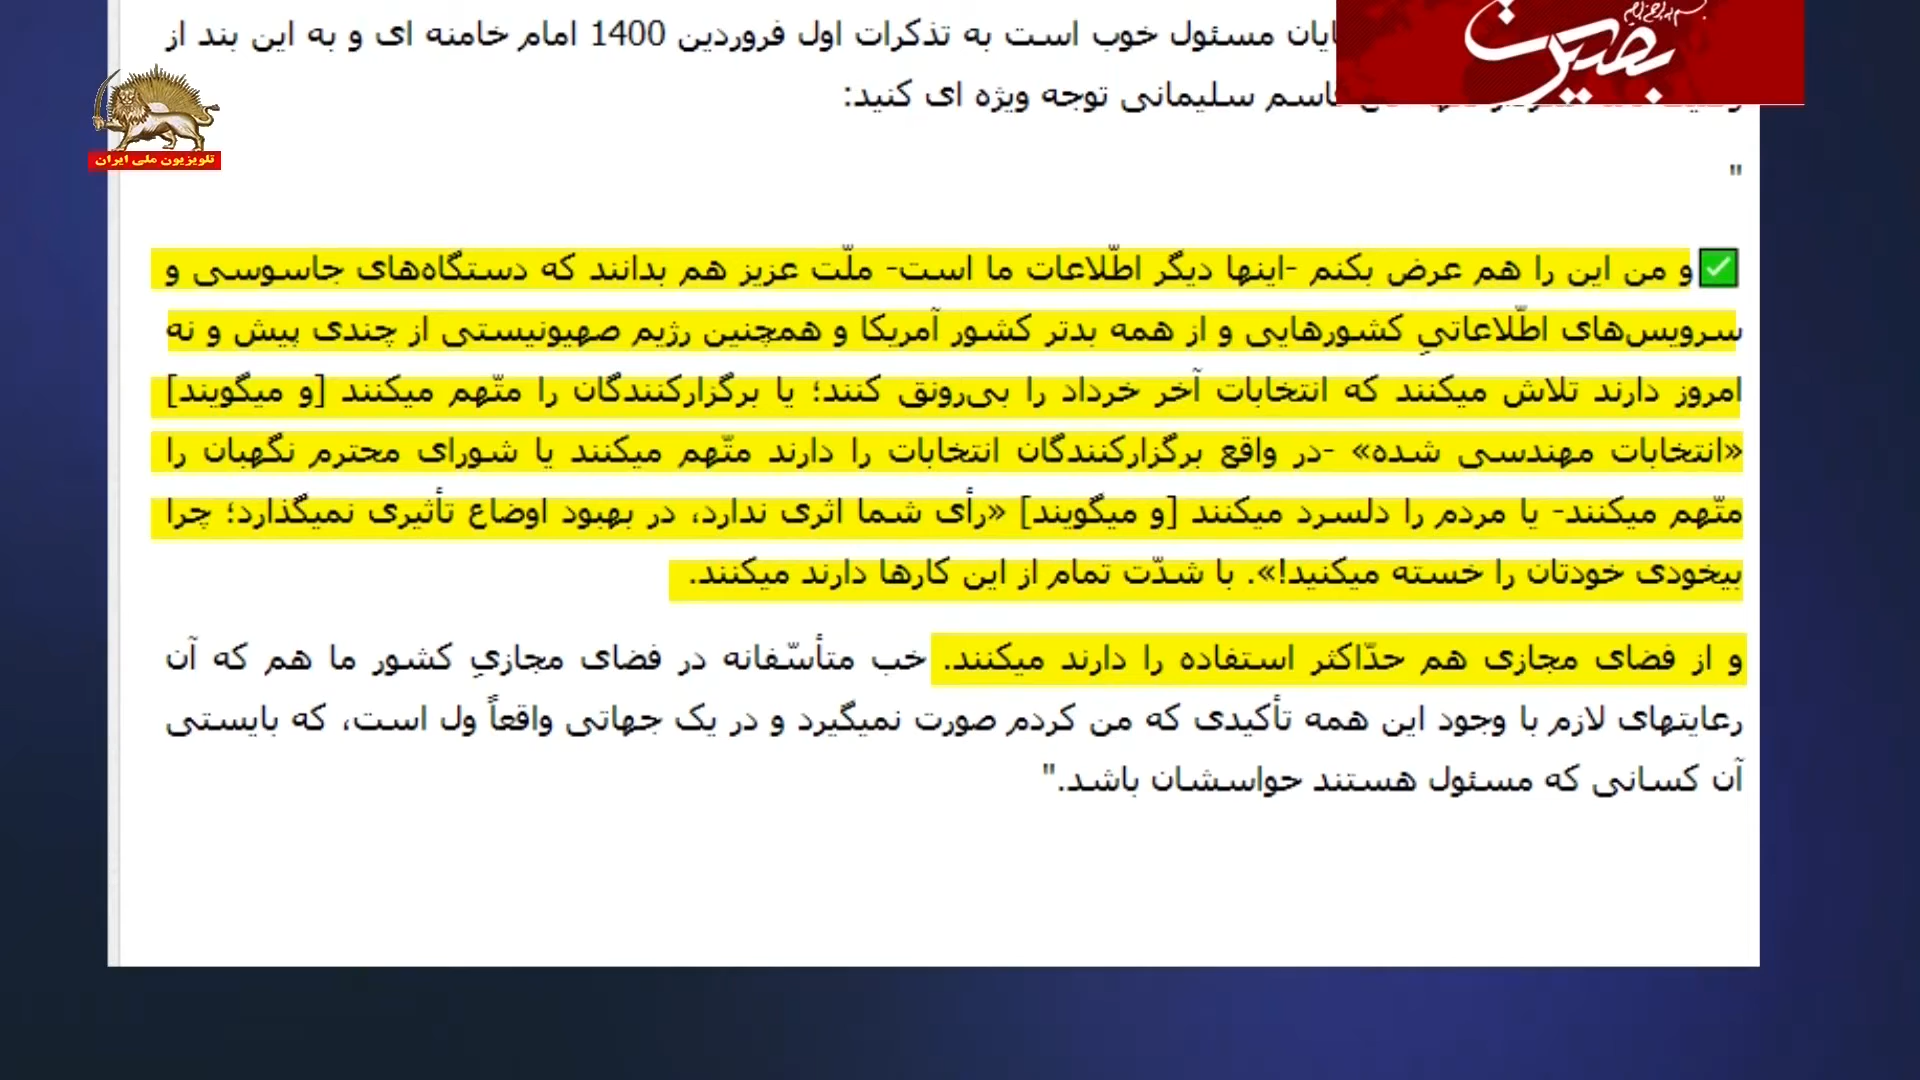 ایان مسئول خوب است به تذکرات اول فروردین 1400 امام خامنه ای و به این بند از
قاسم سلیمانی توجه ویژه ای کنید:
"
و من این را هم عرض بکنم -اینها دیگر اطّلاعات ما است- ملّت عزیز هم بدانند که دستگاه‌های جاسوسی و
سرویس‌های اطّلاعاتیِ کشورهایی و از همه بدتر کشور آمریکا و همچنین رژیم صهیونیستی از چندی پیش و نه
امروز دارند تلاش میکنند که انتخابات آخر خرداد را بی‌رونق کنند؛ یا برگزارکنندگان را متّهم میکنند [و میگویند]
«انتخابات مهندسی شده» -در واقع برگزارکنندگان انتخابات را دارند متّهم میکنند یا شورای محترم نگهبان را
متّهم میکنند- یا مردم را دلسرد میکنند [و میگویند] «رأی شما اثری ندارد، در بهبود اوضاع تأثیری نمیگذارد؛ چرا
بیخودی خودتان را خسته میکنید!». با شدّت تمام از این کارها دارند میکنند.
و از فضای مجازی هم حدّاکثر استفاده را دارند میکنند. خب متأسّفانه در فضای مجازیِ کشور ما هم که آن
رعایتهای لازم با وجود این همه تأکیدی که من کردم صورت نمیگیرد و در یک جهاتی واقعاً ول است، که بایستی
آن کسانی که مسئول هستند حواسشان باشد."
بصیرت
تلویزیون ملی ایران